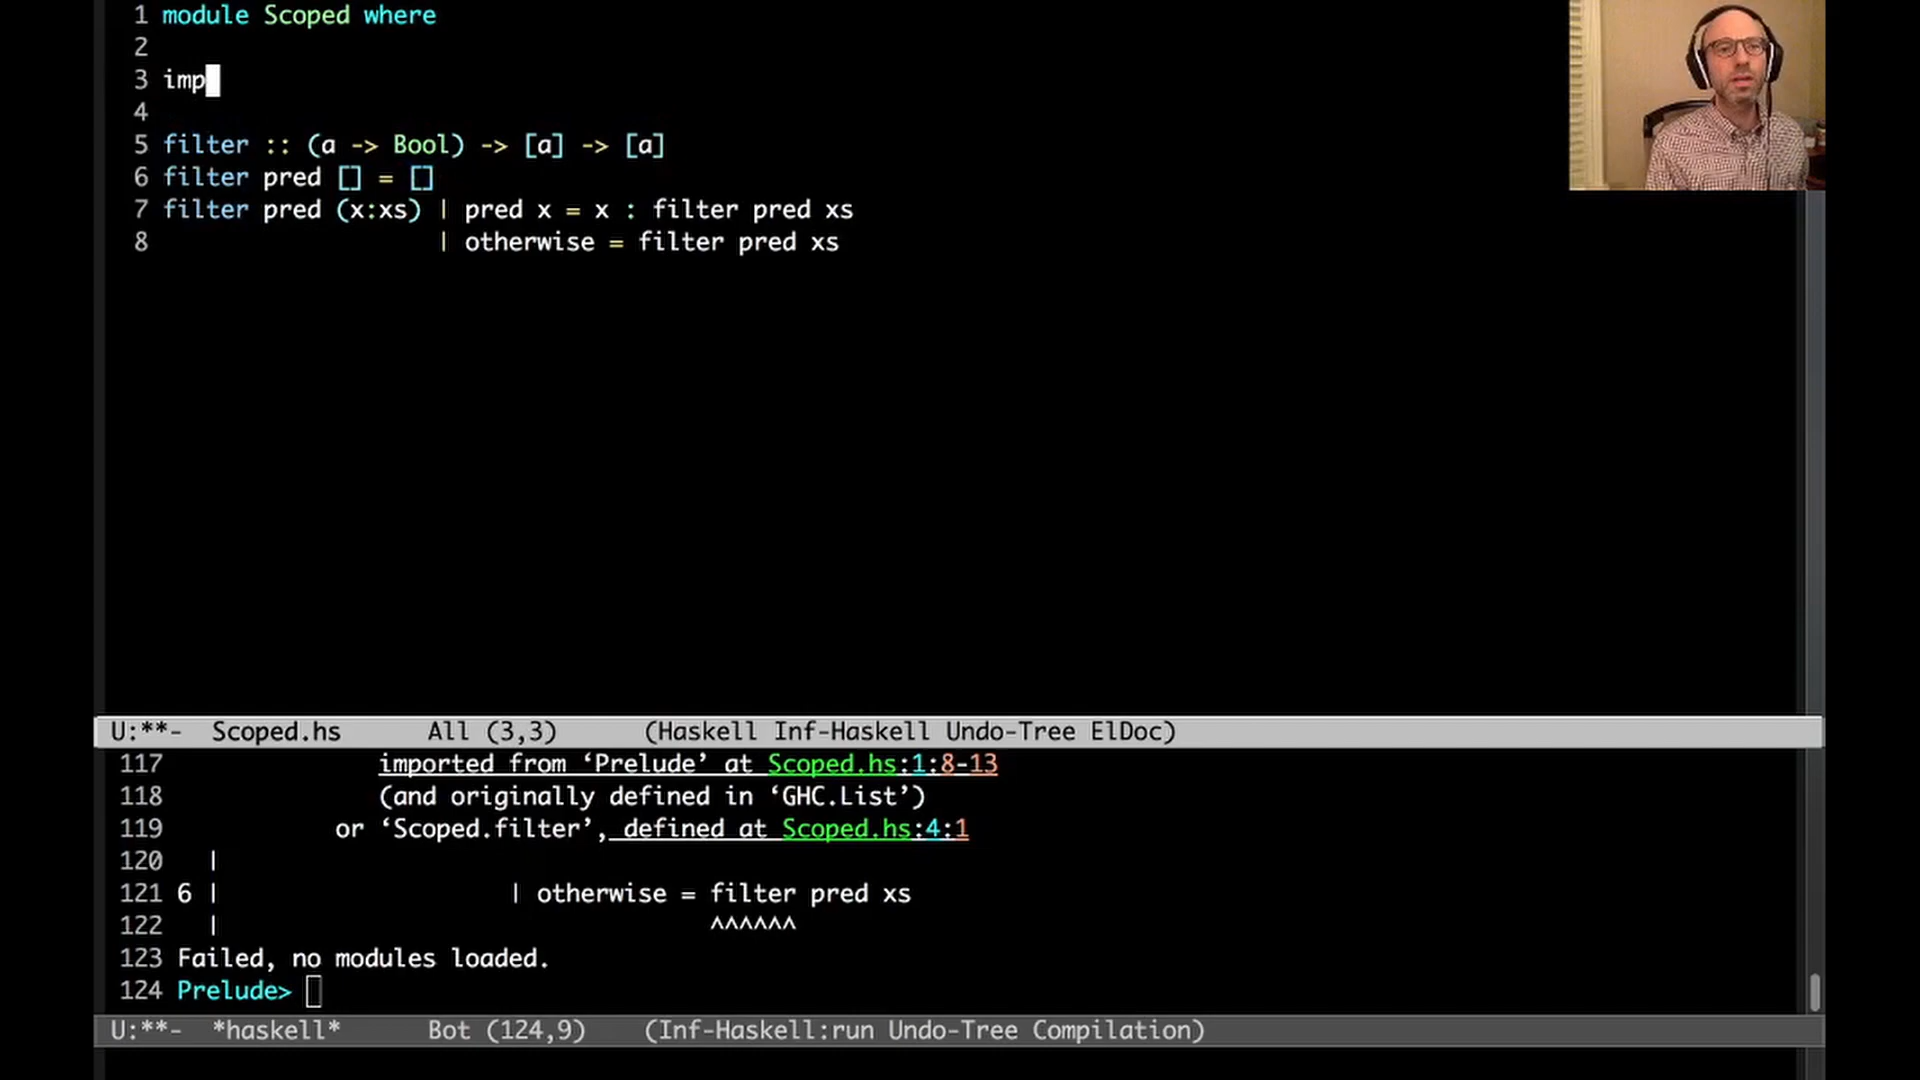 1 module Scoped where
2
3 imp
4
5 filter :: (a -> Bool) -> [a] -> [a]
6 filter pred [] = []
7 filter pred (x:xs) | pred x = x : filter pred xs
8                    | otherwise = filter pred xs
U:**-  Scoped.hs      All (3,3)      (Haskell Inf-Haskell Undo-Tree ElDoc)
117               imported from ‘Prelude’ at Scoped.hs:1:8-13
118               (and originally defined in ‘GHC.List’)
119            or ‘Scoped.filter’, defined at Scoped.hs:4:1
120   |
121 6 |                    | otherwise = filter pred xs
122   |                                  ^^^^^^
123 Failed, no modules loaded.
124 Prelude>
U:**-  *haskell*      Bot (124,9)    (Inf-Haskell:run Undo-Tree Compilation)